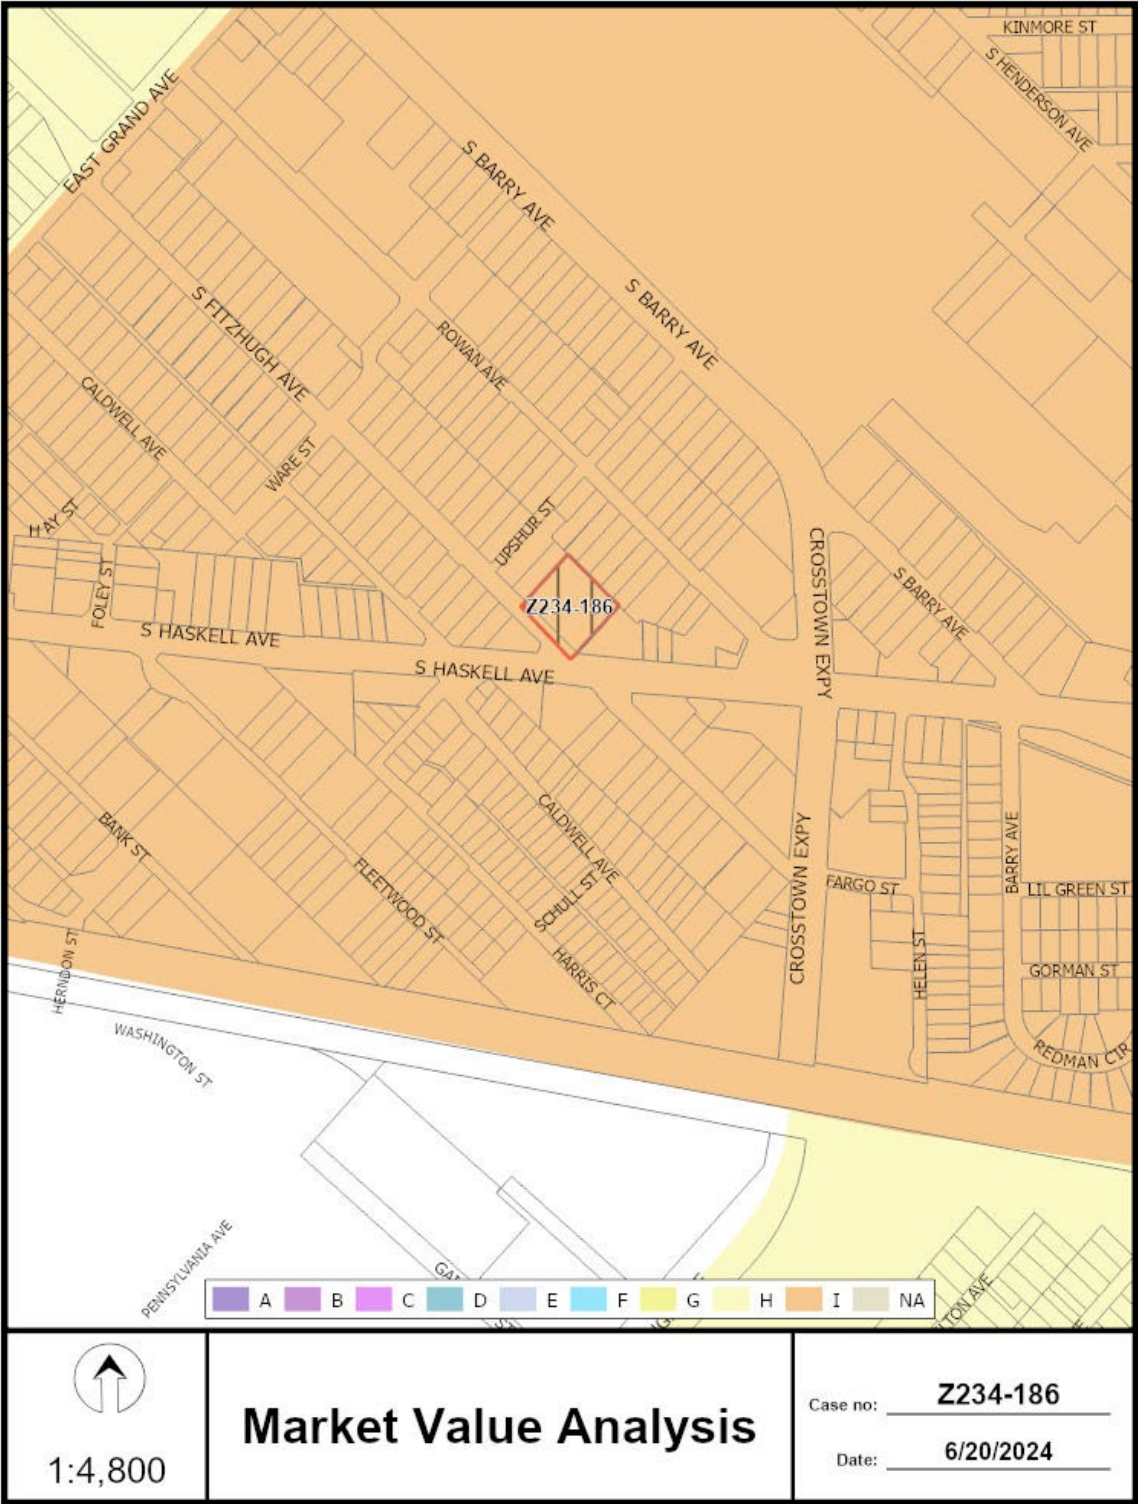 KINMORE ST
S HENDERSON AVE
EAST GRAND AVE
S BARRY AVE
S BARRY AVE
S FITZHUGH AVE
ROWAN AVE
CALDWELL AVE
WARE ST
UPSHUR ST
HAY ST
FOLEY ST
CROSSTOWN EXPY
S BARRY AVE
Z234-186
S HASKELL AVE
S HASKELL AVE
BANK ST
CALDWELL AVE
CROSSTOWN EXPY
BARRY AVE
FLEETWOOD ST
SCHULL ST
FARGO ST
LIL GREEN ST
HERNDON ST
HARRIS CT
HELEN ST
GORMAN ST
REDMAN CIR
WASHINGTON ST
PENNSYLVANIA AVE
A B C D E F G H I NA
1:4,800
Market Value Analysis
Case no: Z234-186
Date: 6/20/2024